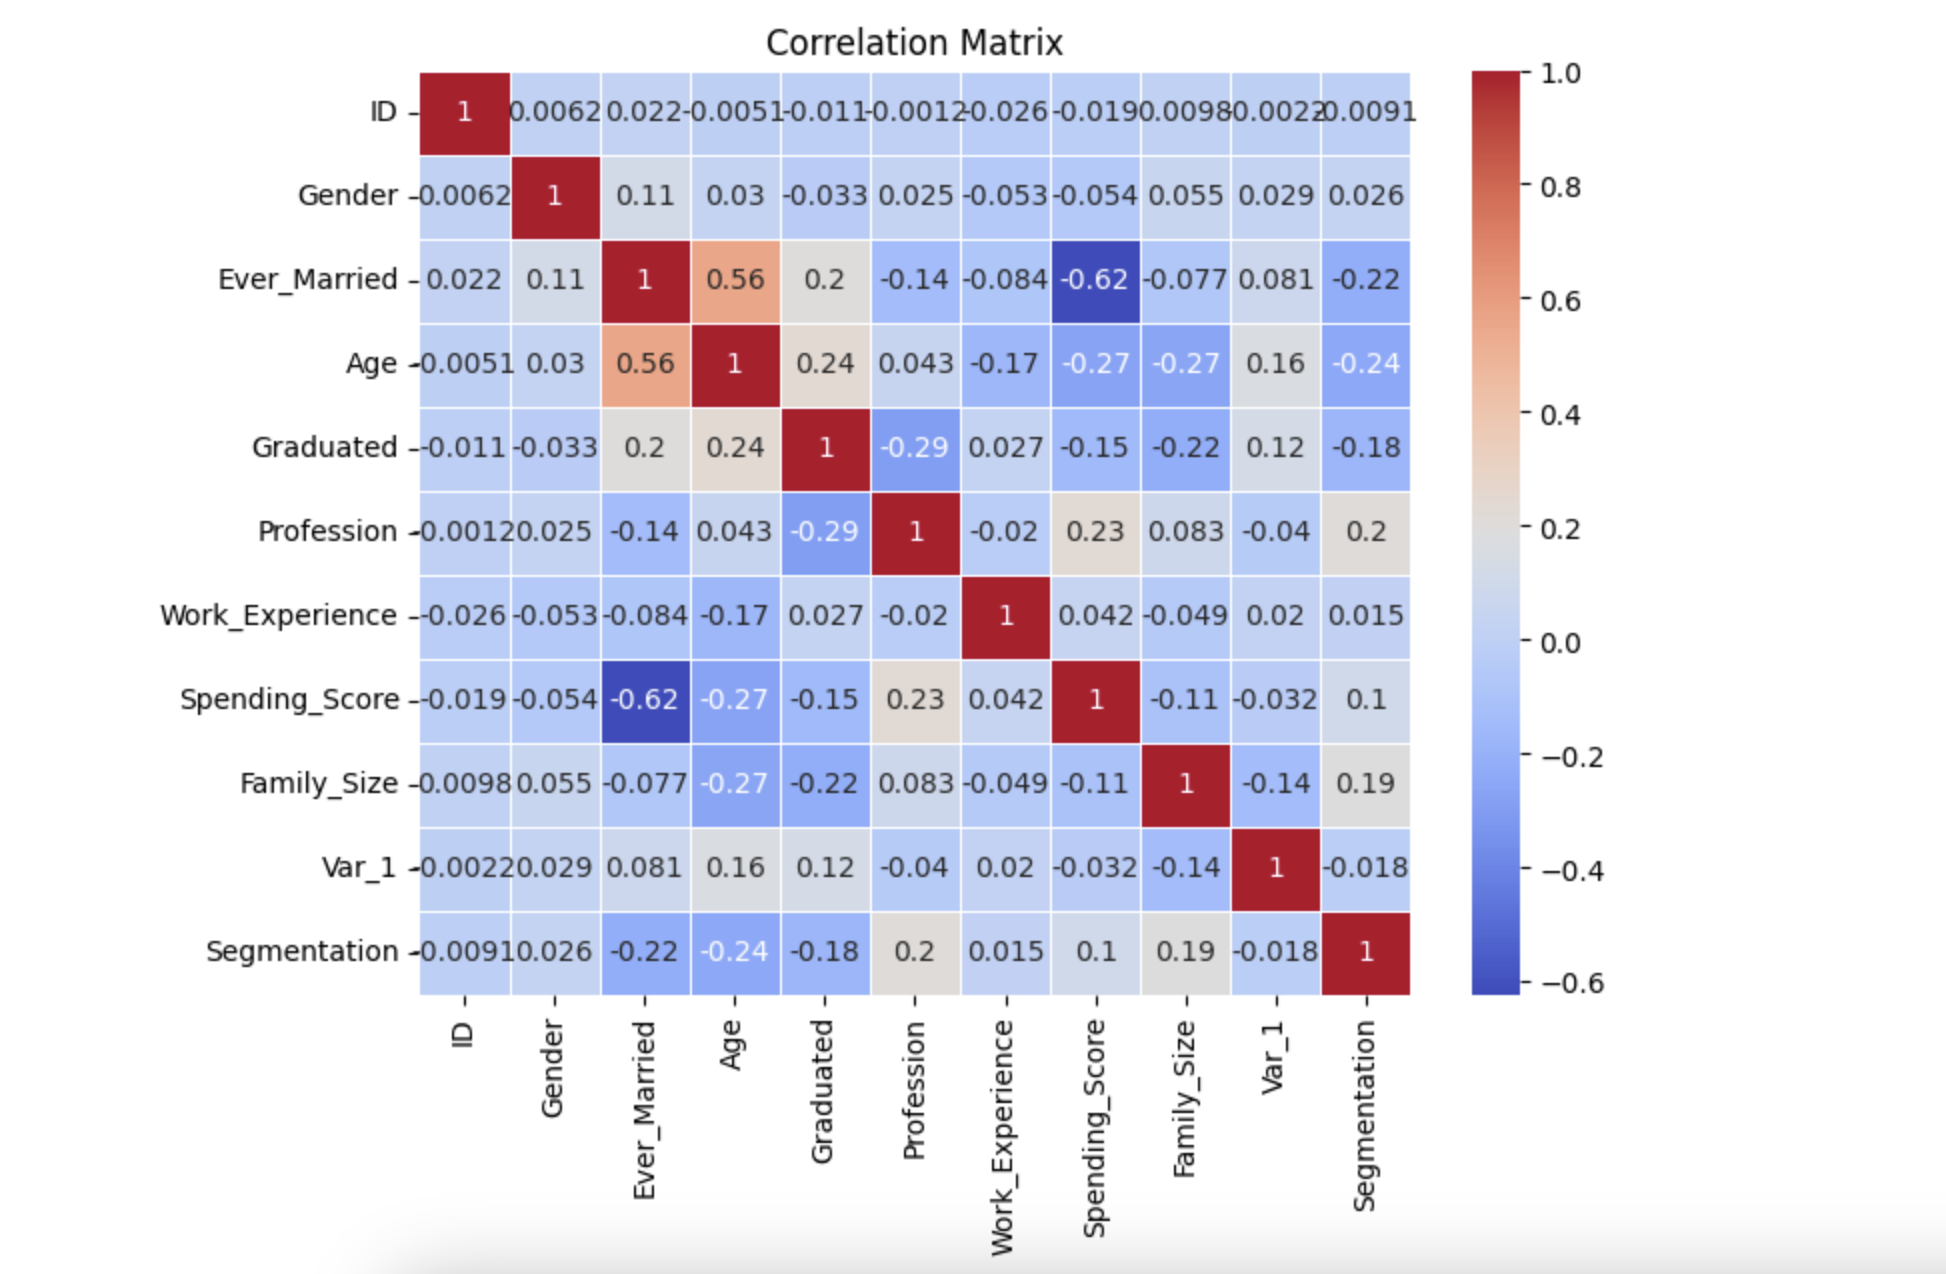 Correlation Matrix
ID 1 0.0062 0.022 -0.0051 -0.011 -0.0012 -0.026 -0.019 0.0098 -0.0022 0.0091
Gender 0.0062 1 0.11 0.03 -0.033 0.025 -0.053 -0.054 0.055 0.029 0.026
Ever_Married 0.022 0.11 1 0.56 0.2 -0.14 -0.084 -0.62 -0.077 0.081 -0.22
Age -0.0051 0.03 0.56 1 0.24 0.043 -0.17 -0.27 -0.27 0.16 -0.24
Graduated -0.011 -0.033 0.2 0.24 1 -0.29 0.027 -0.15 -0.22 0.12 -0.18
Profession -0.0012 0.025 -0.14 0.043 -0.29 1 -0.02 0.23 0.083 -0.04 0.2
Work_Experience -0.026 -0.053 -0.084 -0.17 0.027 -0.02 1 0.042 -0.049 0.02 0.015
Spending_Score -0.019 -0.054 -0.62 -0.27 -0.15 0.23 0.042 1 -0.11 -0.032 0.1
Family_Size 0.0098 0.055 -0.077 -0.27 -0.22 0.083 -0.049 -0.11 1 -0.14 0.19
Var_1 -0.0022 0.029 0.081 0.16 0.12 -0.04 0.02 -0.032 -0.14 1 -0.018
Segmentation -0.0091 0.026 -0.22 -0.24 -0.18 0.2 0.015 0.1 0.19 -0.018 1
ID Gender Ever_Married Age Graduated Profession Work_Experience Spending_Score Family_Size Var_1 Segmentation
1.0
0.8
0.6
0.4
0.2
0.0
−0.2
−0.4
−0.6